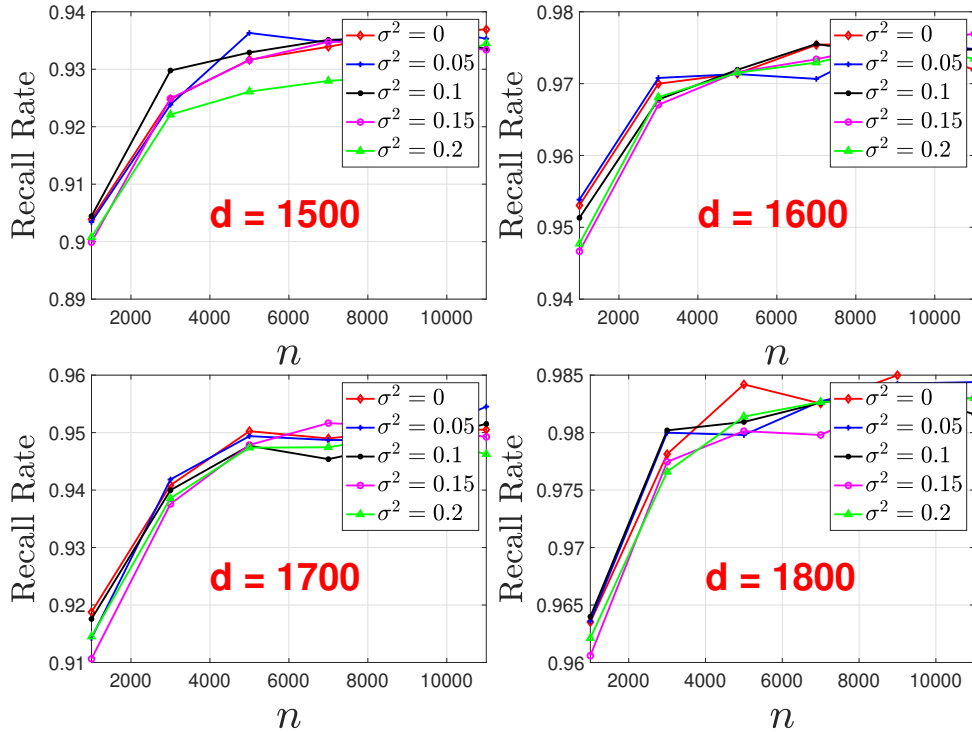 0.94
0.93
0.92
0.91
0.9
0.89
Recall Rate
σ² = 0
σ² = 0.05
σ² = 0.1
σ² = 0.15
σ² = 0.2
d = 1500
2000 4000 6000 8000 10000
n
0.98
0.97
0.96
0.95
0.94
Recall Rate
σ² = 0
σ² = 0.05
σ² = 0.1
σ² = 0.15
σ² = 0.2
d = 1600
2000 4000 6000 8000 10000
n
0.96
0.95
0.94
0.93
0.92
0.91
Recall Rate
σ² = 0
σ² = 0.05
σ² = 0.1
σ² = 0.15
σ² = 0.2
d = 1700
2000 4000 6000 8000 10000
n
0.985
0.98
0.975
0.97
0.965
0.96
Recall Rate
σ² = 0
σ² = 0.05
σ² = 0.1
σ² = 0.15
σ² = 0.2
d = 1800
2000 4000 6000 8000 10000
n